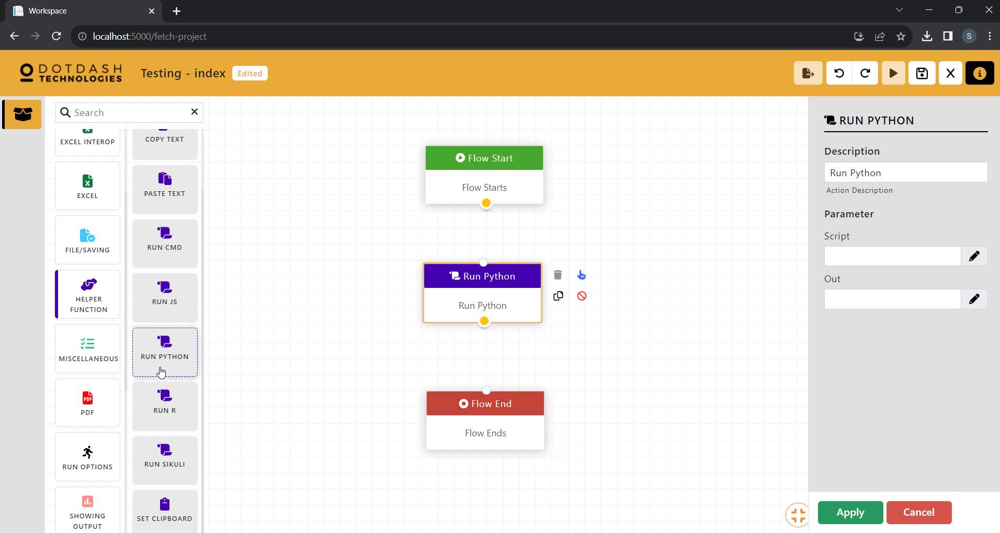 Workspace
localhost:5000/fetch-project
DOTDASH
TECHNOLOGIES
Testing - index
Edited
Search
EXCEL INTEROP
EXCEL
FILE/SAVING
HELPER
FUNCTION
MISCELLANEOUS
PDF
PDF
RUN OPTIONS
SHOWING
OUTPUT
COPY TEXT
PASTE TEXT
RUN CMD
RUN JS
RUN PYTHON
RUN R
RUN SIKULI
SET CLIPBOARD
Flow Start
Flow Starts
Run Python
Run Python
Flow End
Flow Ends
RUN PYTHON
Description
Run Python
Action Description
Parameter
Script
Out
Apply
Cancel
S